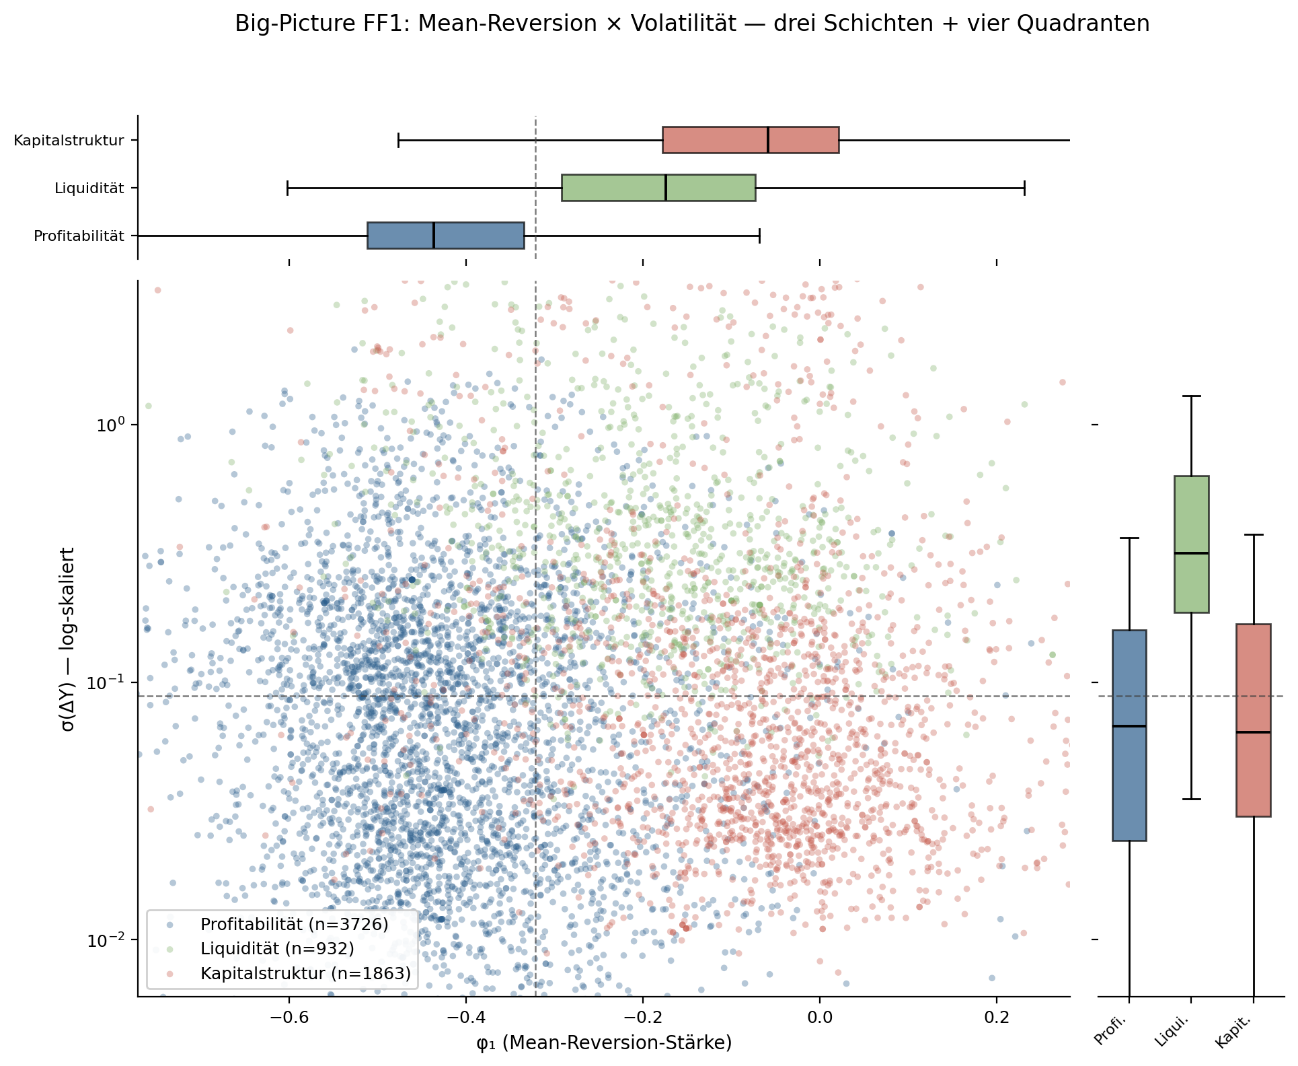 Big-Picture FF1: Mean-Reversion × Volatilität — drei Schichten + vier Quadranten
Kapitalstruktur
Liquidität
Profitabilität
σ(ΔY) — log-skaliert
10⁰
10⁻¹
10⁻²
Profitabilität (n=3726)
Liquidität (n=932)
Kapitalstruktur (n=1863)
−0.6
−0.4
−0.2
0.0
0.2
φ₁ (Mean-Reversion-Stärke)
Profi.
Liqui.
Kapit.